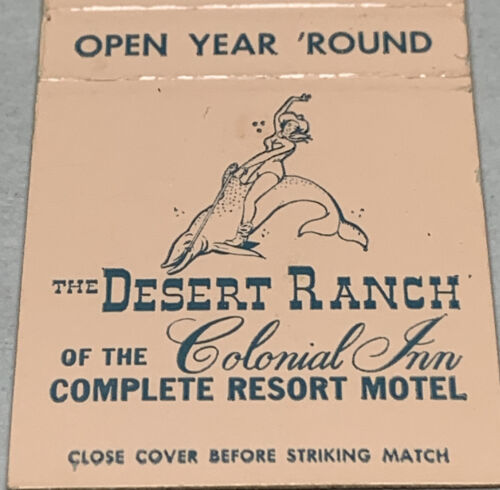 OPEN YEAR 'ROUND
THE DESERT RANCH
OF THE Colonial Inn
COMPLETE RESORT MOTEL
CLOSE COVER BEFORE STRIKING MATCH